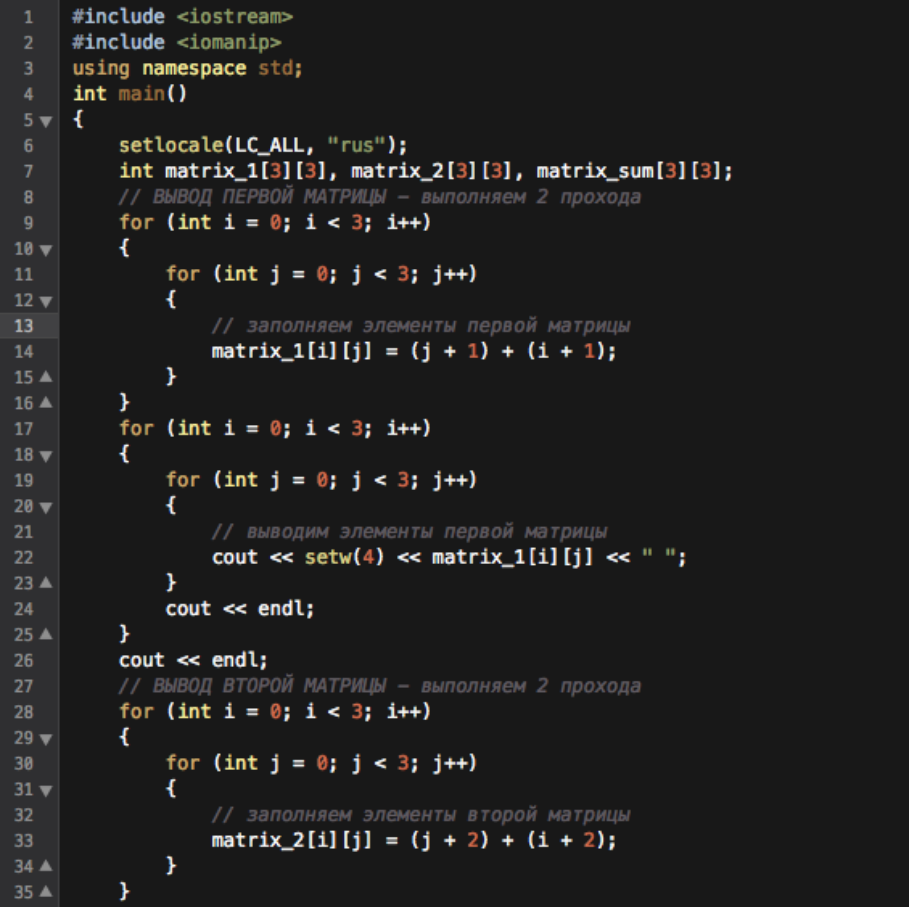 1 #include <iostream>
2 #include <iomanip>
3 using namespace std;
4 int main()
5 {
6 setlocale(LC_ALL, "rus");
7 int matrix_1[3][3], matrix_2[3][3], matrix_sum[3][3];
8 // ВЫВОД ПЕРВОЙ МАТРИЦЫ – выполняем 2 прохода
9 for (int i = 0; i < 3; i++)
10 {
11 for (int j = 0; j < 3; j++)
12 {
13 // заполняем элементы первой матрицы
14 matrix_1[i][j] = (j + 1) + (i + 1);
15 }
16 }
17 for (int i = 0; i < 3; i++)
18 {
19 for (int j = 0; j < 3; j++)
20 {
21 // выводим элементы первой матрицы
22 cout << setw(4) << matrix_1[i][j] << " ";
23 }
24 cout << endl;
25 }
26 cout << endl;
27 // ВЫВОД ВТОРОЙ МАТРИЦЫ – выполняем 2 прохода
28 for (int i = 0; i < 3; i++)
29 {
30 for (int j = 0; j < 3; j++)
31 {
32 // заполняем элементы второй матрицы
33 matrix_2[i][j] = (j + 2) + (i + 2);
34 }
35 }